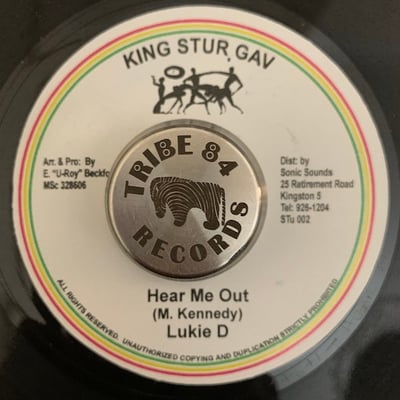 KING STUR GAV
TRIBE 84
RECORDS
Arr. & Pro: By
E. "U-Roy" Beckfo
MSc 328606
Dist: by
Sonic Sounds
25 Retirement Road
Kingston 5
Tel: 926-1204
STu 002
Hear Me Out
(M. Kennedy)
Lukie D
ALL RIGHTS RESERVED. UNAUTHORIZED COPYING AND DUPLICATION STRICTLY PROHIBITED